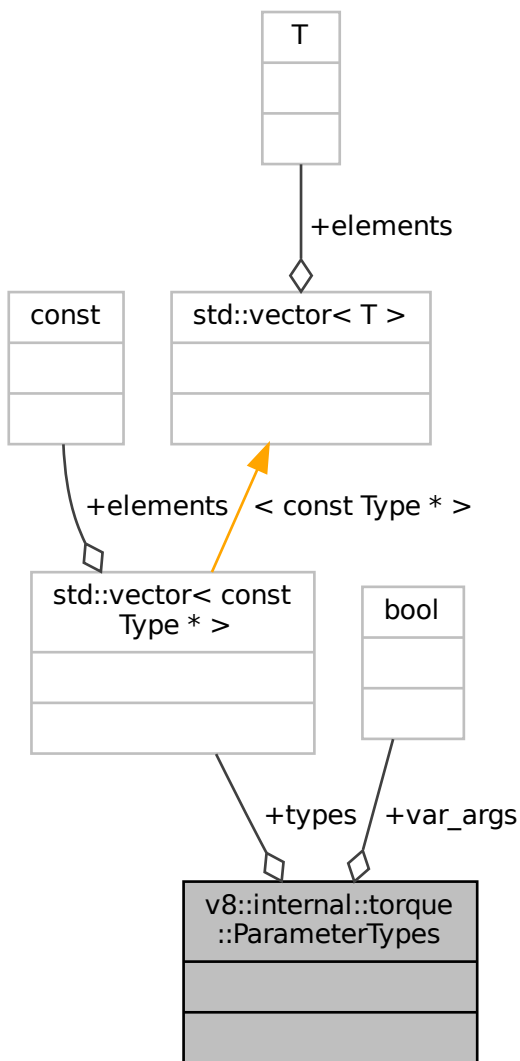 T
+elements
const
std::vector< T >
+elements
< const Type * >
std::vector< const
Type * >
bool
+types
+var_args
v8::internal::torque
::ParameterTypes